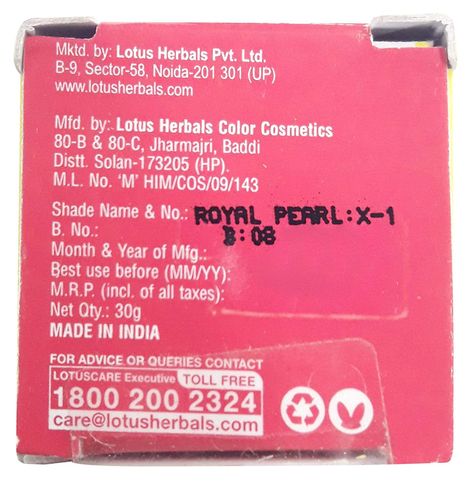 Mktd. by: Lotus Herbals Pvt. Ltd.
B-9, Sector-58, Noida-201 301 (UP)
www.lotusherbals.com
Mfd. by: Lotus Herbals Color Cosmetics
80-B & 80-C, Jharmajri, Baddi
Distt. Solan-173205 (HP).
M.L. No. 'M' HIM/COS/09/143
Shade Name & No.: ROYAL PEARL:X-1
B. No.: B:08
Month & Year of Mfg.:
Best use before (MM/YY):
M.R.P. (incl. of all taxes):
Net Qty.: 30g
MADE IN INDIA
FOR ADVICE OR QUERIES CONTACT
LOTUSCARE Executive TOLL FREE
1800 200 2324
care@lotusherbals.com